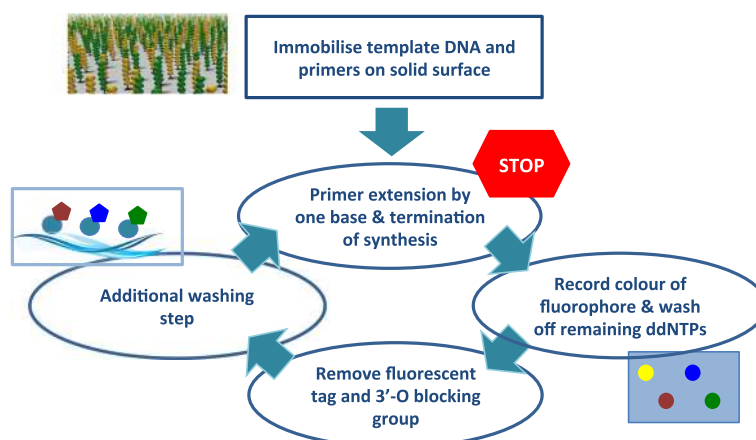 Immobilise template DNA and
primers on solid surface
STOP
Primer extension by
one base & termination
of synthesis
Record colour of
fluorophore & wash
off remaining ddNTPs
Additional washing
step
Remove fluorescent
tag and 3’-O blocking
group